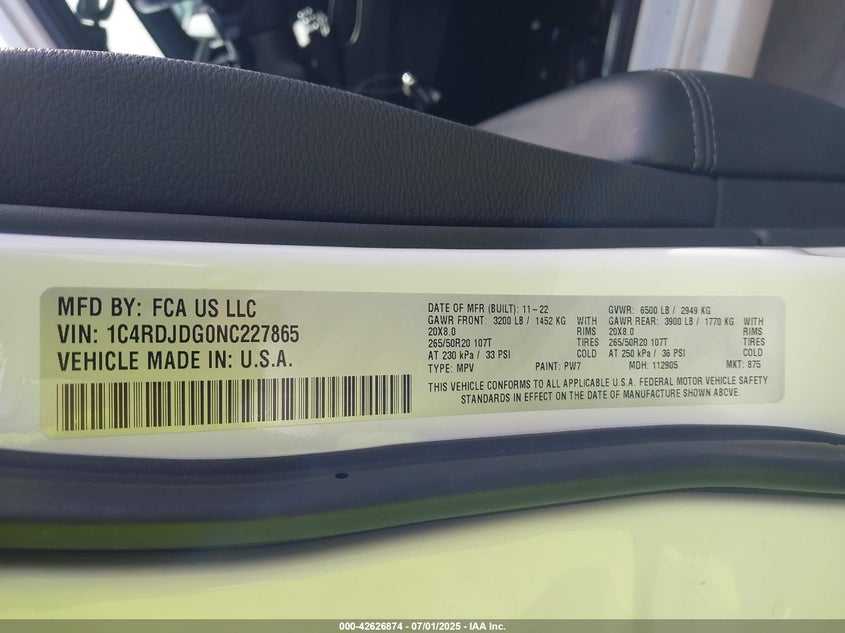 MFD BY: FCA US LLC
VIN: 1C4RDJDG0NC227865
VEHICLE MADE IN: U.S.A.
DATE OF MFR (BUILT): 11-22 GVWR: 6500 LB / 2949 KG
GAWR FRONT: 3200 LB / 1452 KG WITH GAWR REAR: 3900 LB / 1770 KG WITH
20X8.0 RIMS 20X8.0 RIMS
265/50R20 107T TIRES 265/50R20 107T TIRES
AT 230 kPa / 33 PSI COLD AT 250 kPa / 36 PSI COLD
TYPE: MPV PAINT: PW7 MDH: 112905 MKT: 875
THIS VEHICLE CONFORMS TO ALL APPLICABLE U.S.A. FEDERAL MOTOR VEHICLE SAFETY
STANDARDS IN EFFECT ON THE DATE OF MANUFACTURE SHOWN ABOVE.
000-42626874 / 07/01/2025 - IAA Inc.